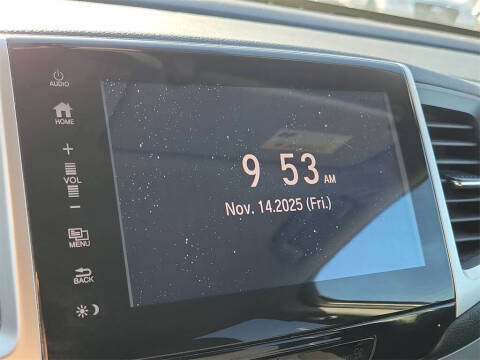 AUDIO
HOME
+
VOL
-
MENU
BACK
9 53 AM
Nov. 14.2025 (Fri.)